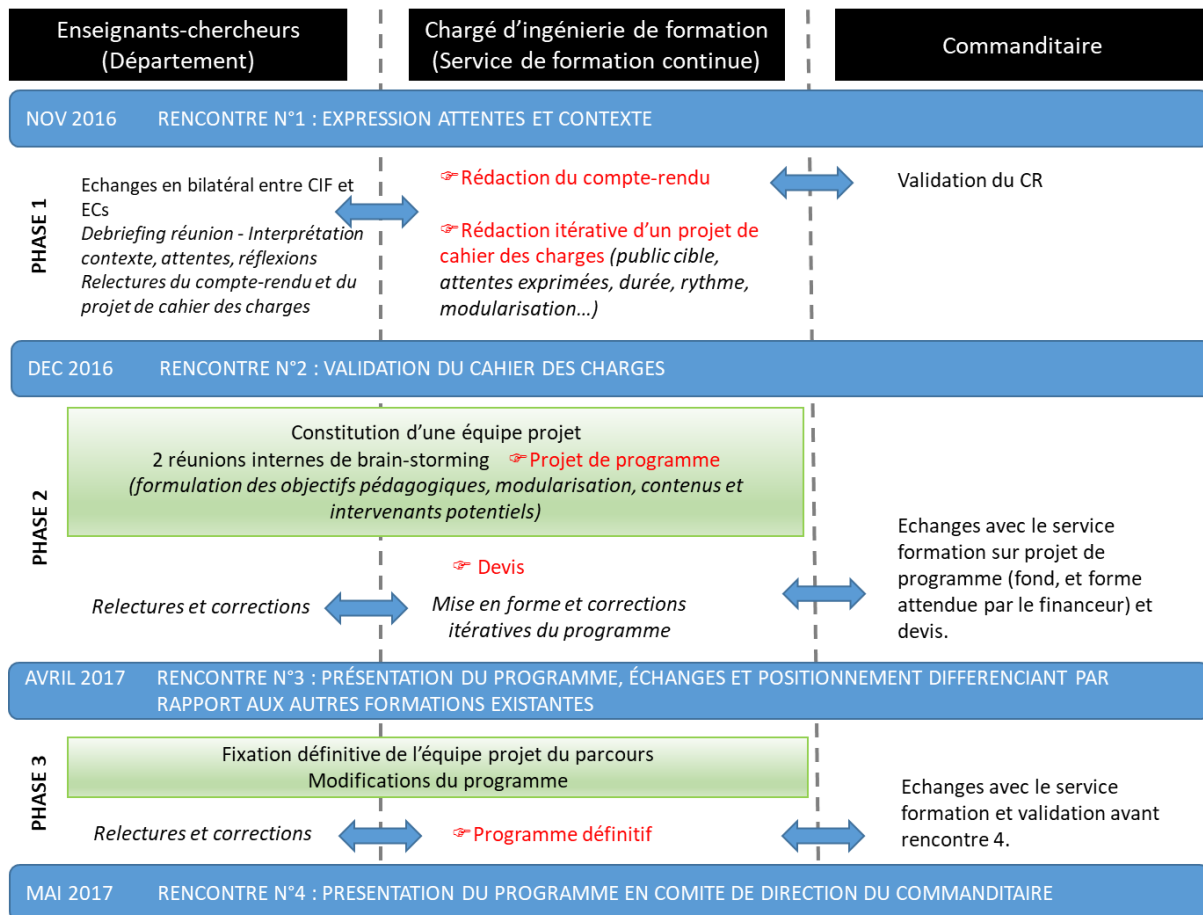 Enseignants-chercheurs
(Département)
Chargé d'ingénierie de formation
(Service de formation continue)
Commanditaire
NOV 2016 RENCONTRE N°1 : EXPRESSION ATTENTES ET CONTEXTE
PHASE 1
Echanges en bilatéral entre CIF et
ECs
Debriefing réunion - Interprétation
contexte, attentes, réflexions
Relectures du compte-rendu et du
projet de cahier des charges
☞Rédaction du compte-rendu
☞Rédaction itérative d'un projet de
cahier des charges (public cible,
attentes exprimées, durée, rythme,
modularisation…)
Validation du CR
DEC 2016 RENCONTRE N°2 : VALIDATION DU CAHIER DES CHARGES
PHASE 2
Constitution d'une équipe projet
2 réunions internes de brain-storming ☞Projet de programme
(formulation des objectifs pédagogiques, modularisation, contenus et
intervenants potentiels)
☞ Devis
Relectures et corrections
Mise en forme et corrections
itératives du programme
Echanges avec le service
formation sur projet de
programme (fond, et forme
attendue par le financeur) et
devis.
AVRIL 2017 RENCONTRE N°3 : PRÉSENTATION DU PROGRAMME, ÉCHANGES ET POSITIONNEMENT DIFFERENCIANT PAR
RAPPORT AUX AUTRES FORMATIONS EXISTANTES
PHASE 3
Fixation définitive de l'équipe projet du parcours
Modifications du programme
Relectures et corrections
☞Programme définitif
Echanges avec le service
formation et validation avant
rencontre 4.
MAI 2017 RENCONTRE N°4 : PRESENTATION DU PROGRAMME EN COMITE DE DIRECTION DU COMMANDITAIRE